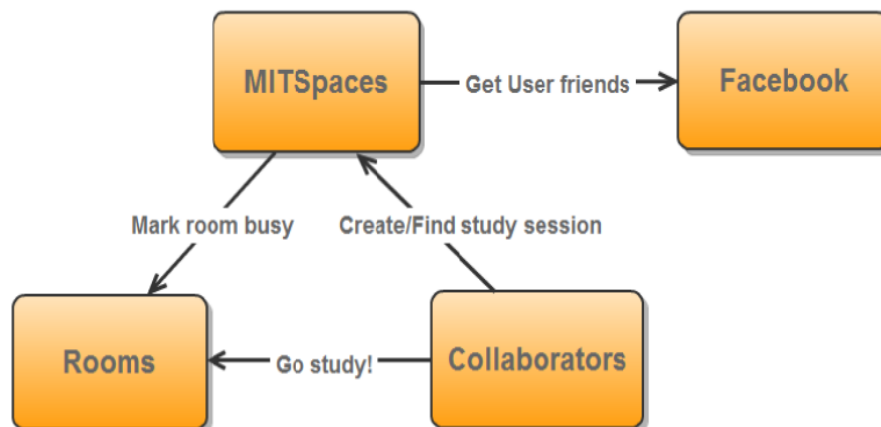 MITSpaces
Get User friends
Facebook
Mark room busy
Create/Find study session
Rooms
Go study!
Collaborators